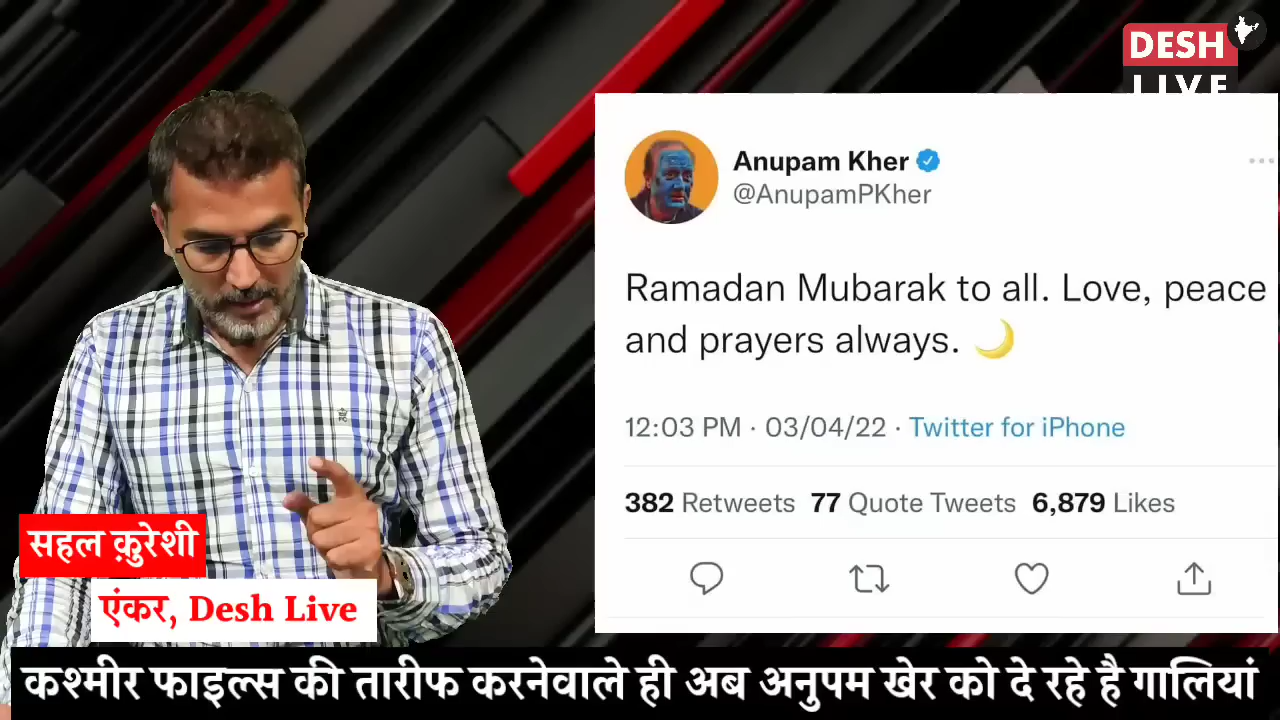 DESH
LIVE
Anupam Kher
@AnupamPKher
Ramadan Mubarak to all. Love, peace
and prayers always. 🌙
12:03 PM · 03/04/22 · Twitter for iPhone
382 Retweets 77 Quote Tweets 6,879 Likes
सहल क़ुरेशी
एंकर, Desh Live
कश्मीर फाइल्स की तारीफ करनेवाले ही अब अनुपम खेर को दे रहे है गालियां